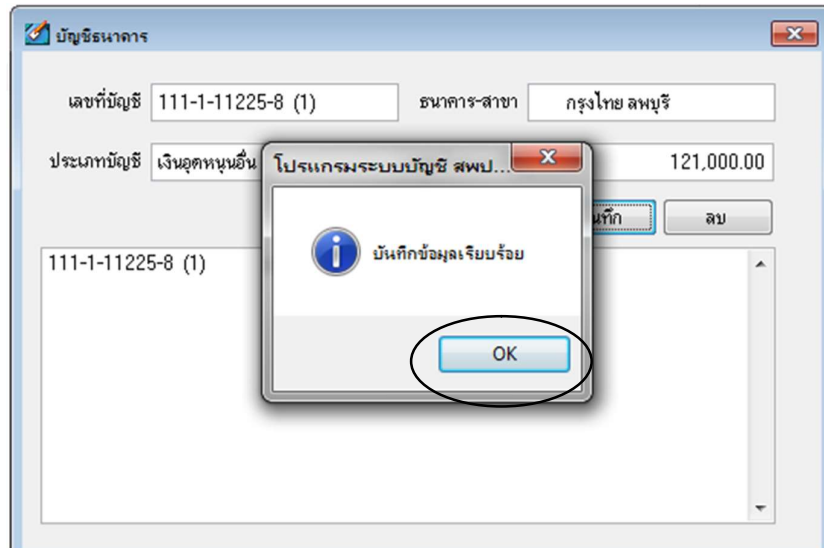 บัญชีธนาคาร
เลขที่บัญชี 111-1-11225-8 (1) ธนาคาร-สาขา กรุงไทย ลพบุรี
ประเภทบัญชี เงินอุดหนุนอื่น 121,000.00
โปรแกรมระบบบัญชี สพป...
ลบ
111-1-11225-8 (1)
บันทึกข้อมูลเรียบร้อย
OK